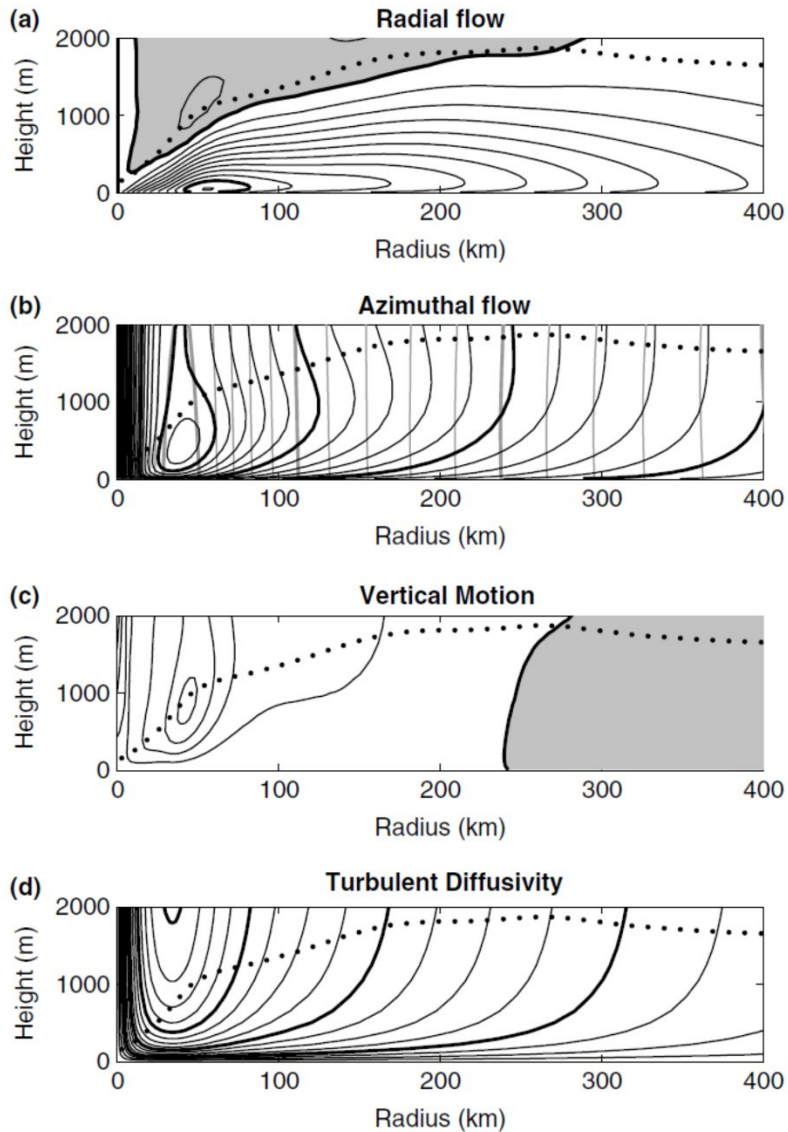 (a) Radial flow
2000
1000
0
Height (m)
0 100 200 300 400
Radius (km)
(b) Azimuthal flow
2000
1000
0
Height (m)
0 100 200 300 400
Radius (km)
(c) Vertical Motion
2000
1000
0
Height (m)
0 100 200 300 400
Radius (km)
(d) Turbulent Diffusivity
2000
1000
0
Height (m)
0 100 200 300 400
Radius (km)